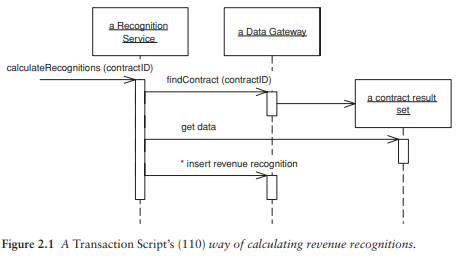 a Recognition
Service
a Data Gateway
calculateRecognitions (contractID)
findContract (contractID)
a contract result
set
get data
* insert revenue recognition
Figure 2.1 A Transaction Script's (110) way of calculating revenue recognitions.